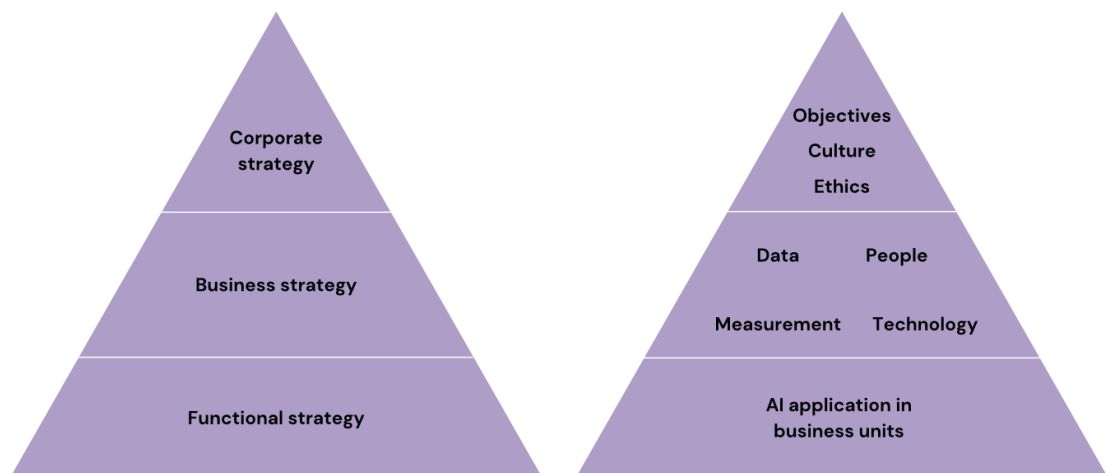 Corporate
strategy
Business strategy
Functional strategy
Objectives
Culture
Ethics
Data People
Measurement Technology
AI application in
business units